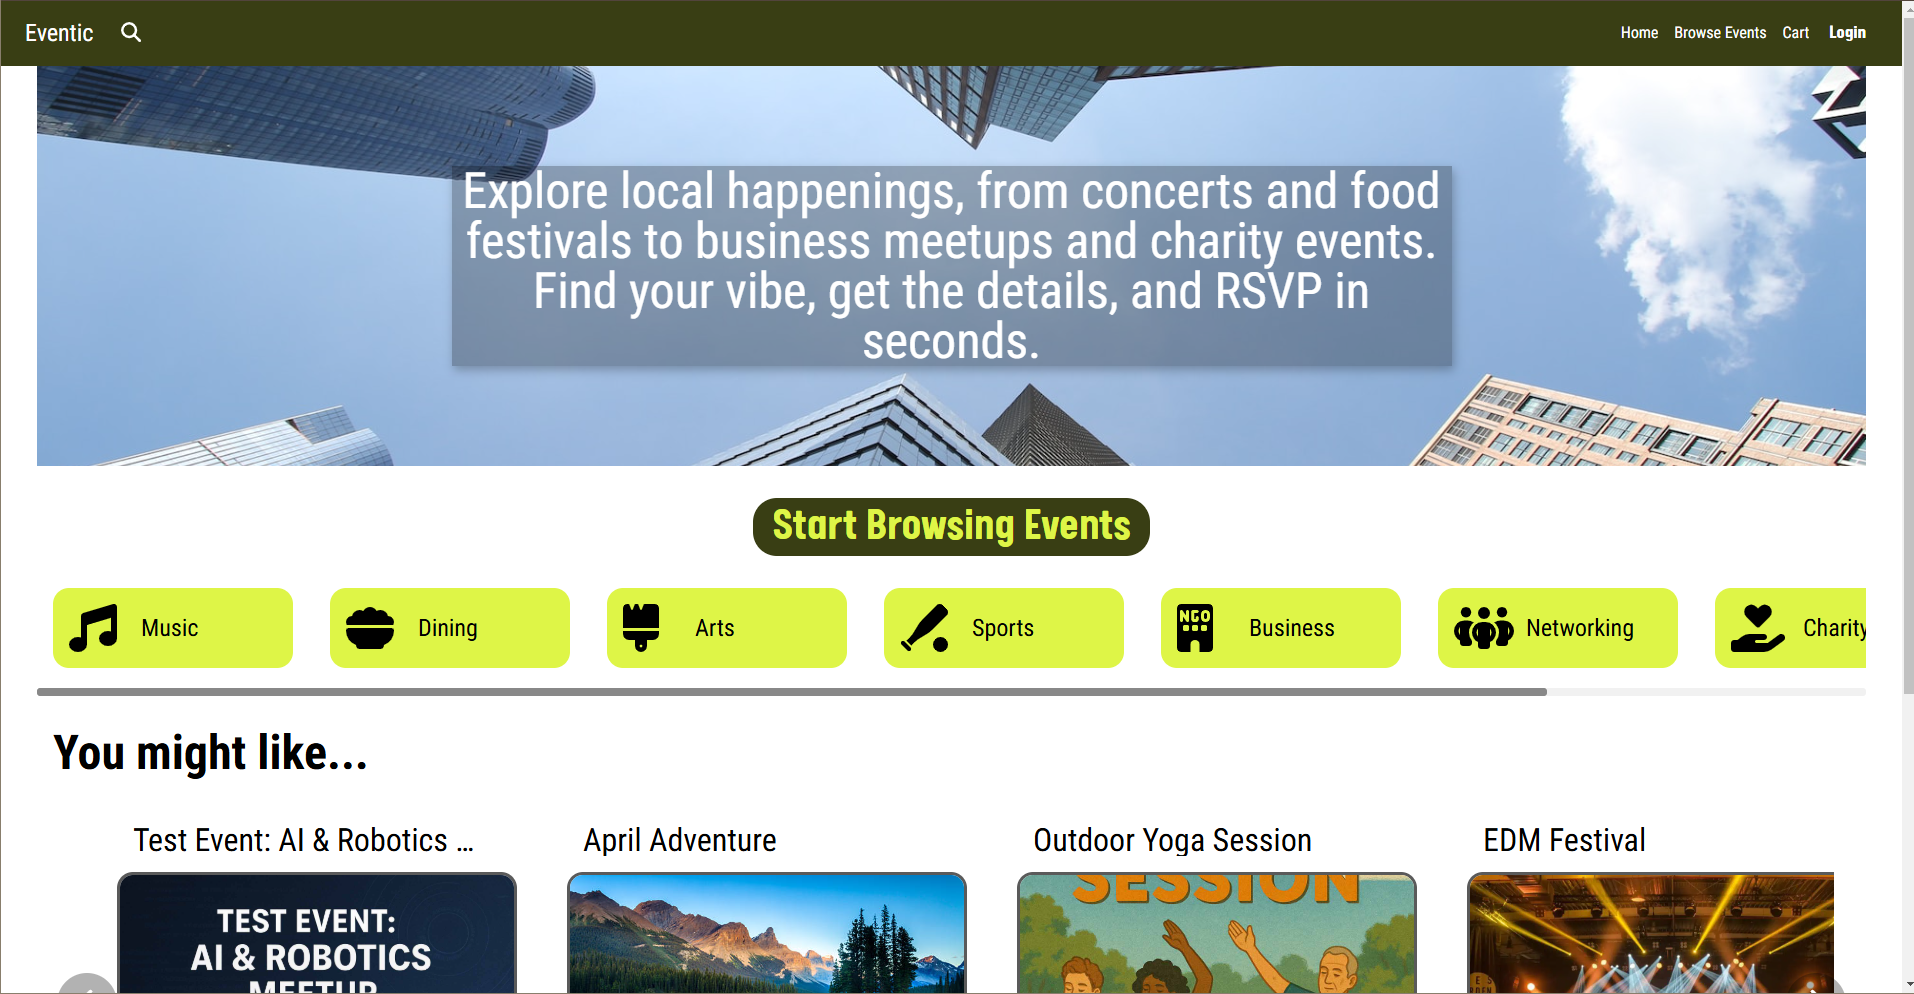 Eventic
Home Browse Events Cart Login
Explore local happenings, from concerts and food
festivals to business meetups and charity events.
Find your vibe, get the details, and RSVP in
seconds.
Start Browsing Events
Music
Dining
Arts
Sports
NGO
Business
Networking
Charity
You might like...
Test Event: AI & Robotics ...
April Adventure
Outdoor Yoga Session
EDM Festival
TEST EVENT:
AI & ROBOTICS
MEETUP
SESSION